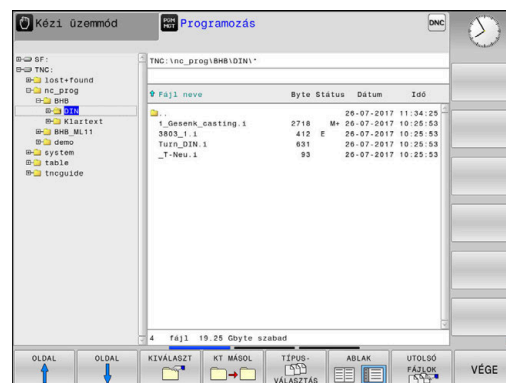 Kézi üzemmód
PGM MGT Programozás
DNC
SF:
TNC:
lost+found
nc_prog
BHB
DIN
Klartext
BHB_ML11
demo
system
table
tncguide
TNC:\nc_prog\BHB\DIN\*
Fájl neve Byte Státus Dátum Idő
.. 26-07-2017 11:34:25
1_Gesenk_casting.i 2718 M+ 26-07-2017 10:25:53
3803_1.i 412 E 26-07-2017 10:25:53
Turn_DIN.i 631 26-07-2017 10:25:53
_T-Neu.i 93 26-07-2017 10:25:53
4 fájl 19.25 Gbyte szabad
OLDAL
OLDAL
KIVÁLASZT
KT MÁSOL
TÍPUS-
VÁLASZTÁS
ABLAK
UTOLSÓ
FÁJLOK
VÉGE